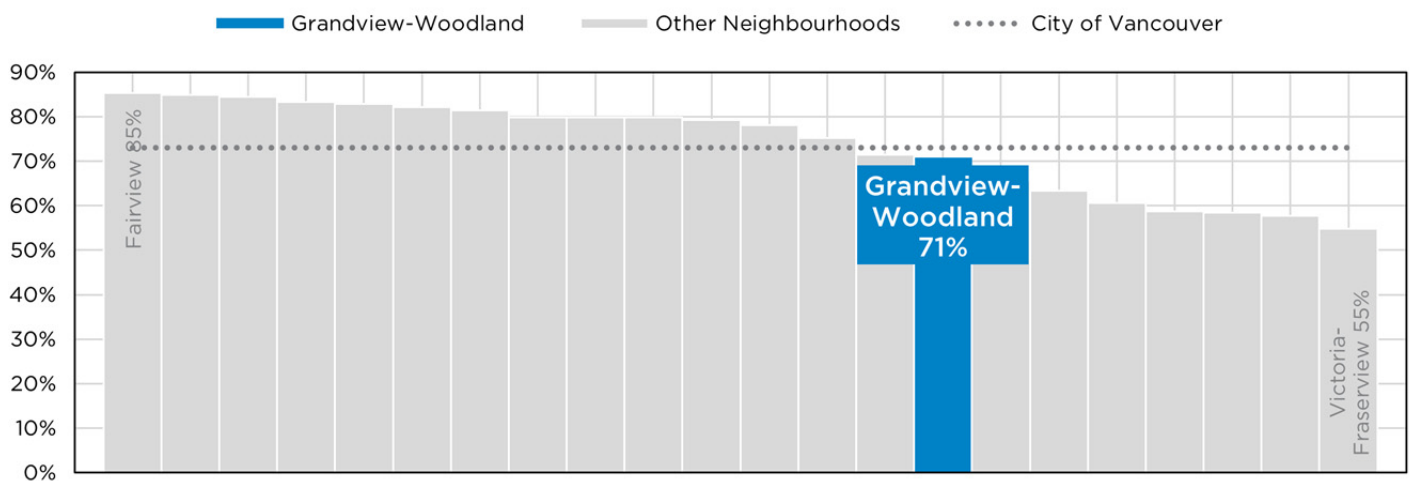 Grandview-Woodland
Other Neighbourhoods
City of Vancouver
90%
80%
70%
60%
50%
40%
30%
20%
10%
0%
Fairview 85%
Grandview-
Woodland
71%
Victoria-
Fraserview 55%